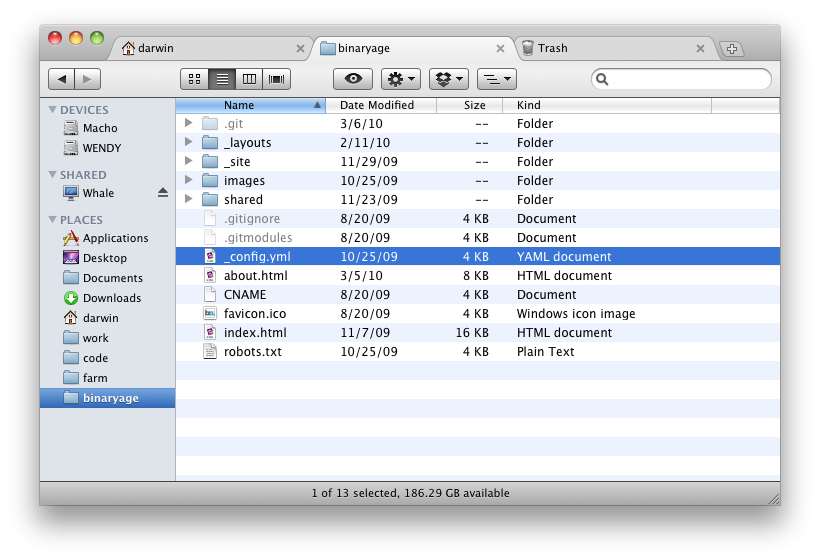 darwin binaryage Trash
Name Date Modified Size Kind
DEVICES
Macho
WENDY
SHARED
Whale
PLACES
Applications
Desktop
Documents
Downloads
darwin
work
code
farm
binaryage
.git 3/6/10 -- Folder
_layouts 2/11/10 -- Folder
_site 11/29/09 -- Folder
images 10/25/09 -- Folder
shared 11/23/09 -- Folder
.gitignore 8/20/09 4 KB Document
.gitmodules 8/20/09 4 KB Document
_config.yml 10/25/09 4 KB YAML document
about.html 3/5/10 8 KB HTML document
CNAME 8/20/09 4 KB Document
favicon.ico 8/20/09 4 KB Windows icon image
index.html 11/7/09 16 KB HTML document
robots.txt 10/25/09 4 KB Plain Text
1 of 13 selected, 186.29 GB available